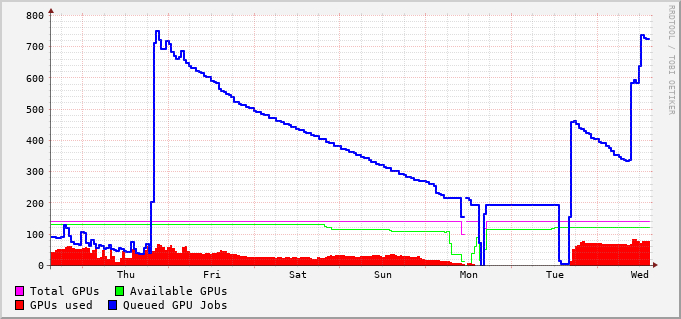 800
700
600
500
400
300
200
100
0
Thu Fri Sat Sun Mon Tue Wed
Total GPUs Available GPUs
GPUs used Queued GPU Jobs
RRDTOOL / TOBI OETIKER